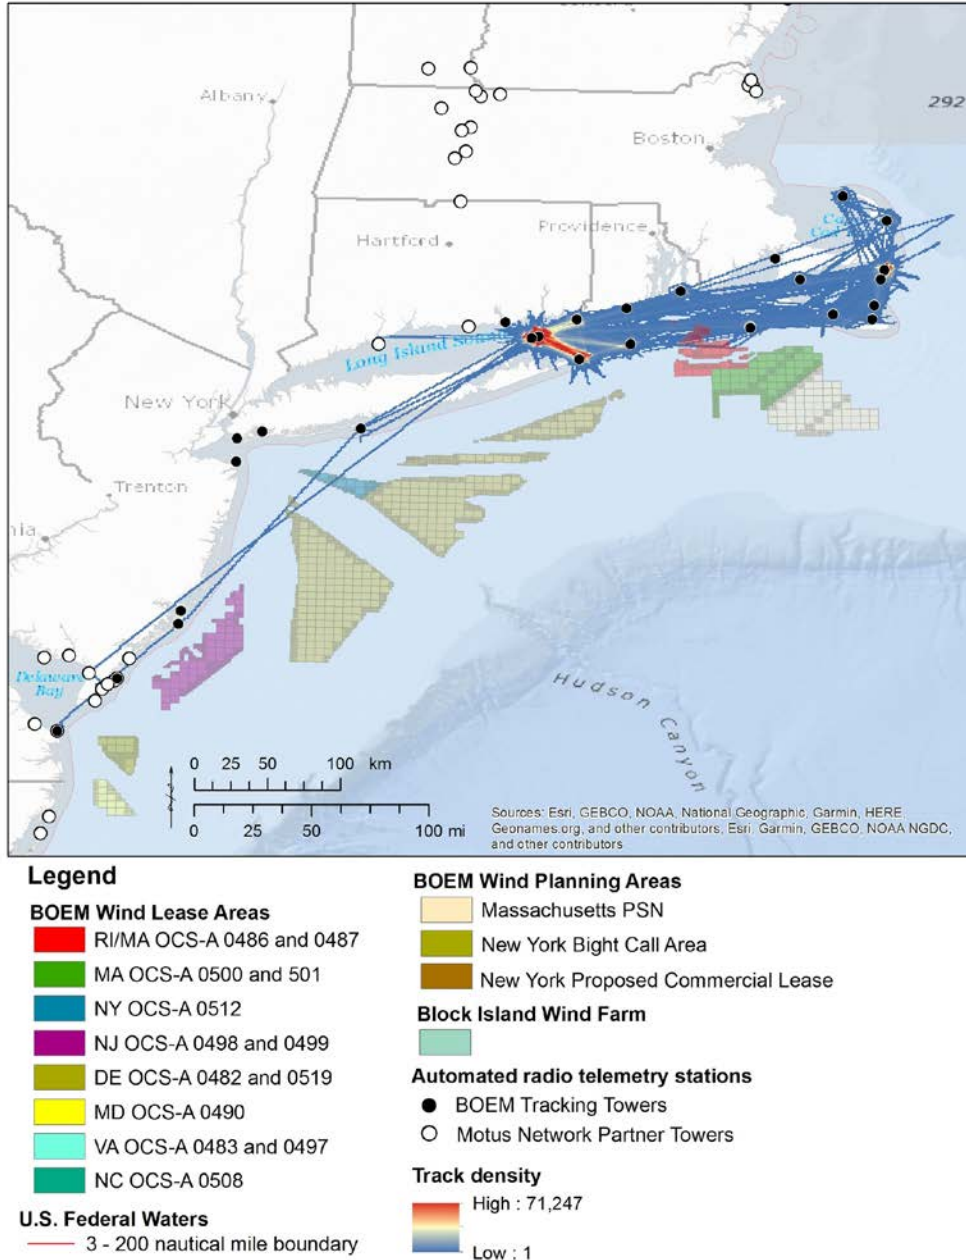 Albany
292
Boston
Hartford
Providence
Long Island Sou
New York
Trenton
nia
Delaware
Bay
Hudson Canyon
0 25 50 100 km
0 25 50 100 mi
Sources: Esri, GEBCO, NOAA, National Geographic, Garmin, HERE,
Geonames.org, and other contributors, Esri, Garmin, GEBCO, NOAA NGDC,
and other contributors
Legend
BOEM Wind Lease Areas
RI/MA OCS-A 0486 and 0487
MA OCS-A 0500 and 501
NY OCS-A 0512
NJ OCS-A 0498 and 0499
DE OCS-A 0482 and 0519
MD OCS-A 0490
VA OCS-A 0483 and 0497
NC OCS-A 0508
U.S. Federal Waters
3 - 200 nautical mile boundary
BOEM Wind Planning Areas
Massachusetts PSN
New York Bight Call Area
New York Proposed Commercial Lease
Block Island Wind Farm
Automated radio telemetry stations
BOEM Tracking Towers
Motus Network Partner Towers
Track density
High : 71,247
Low : 1